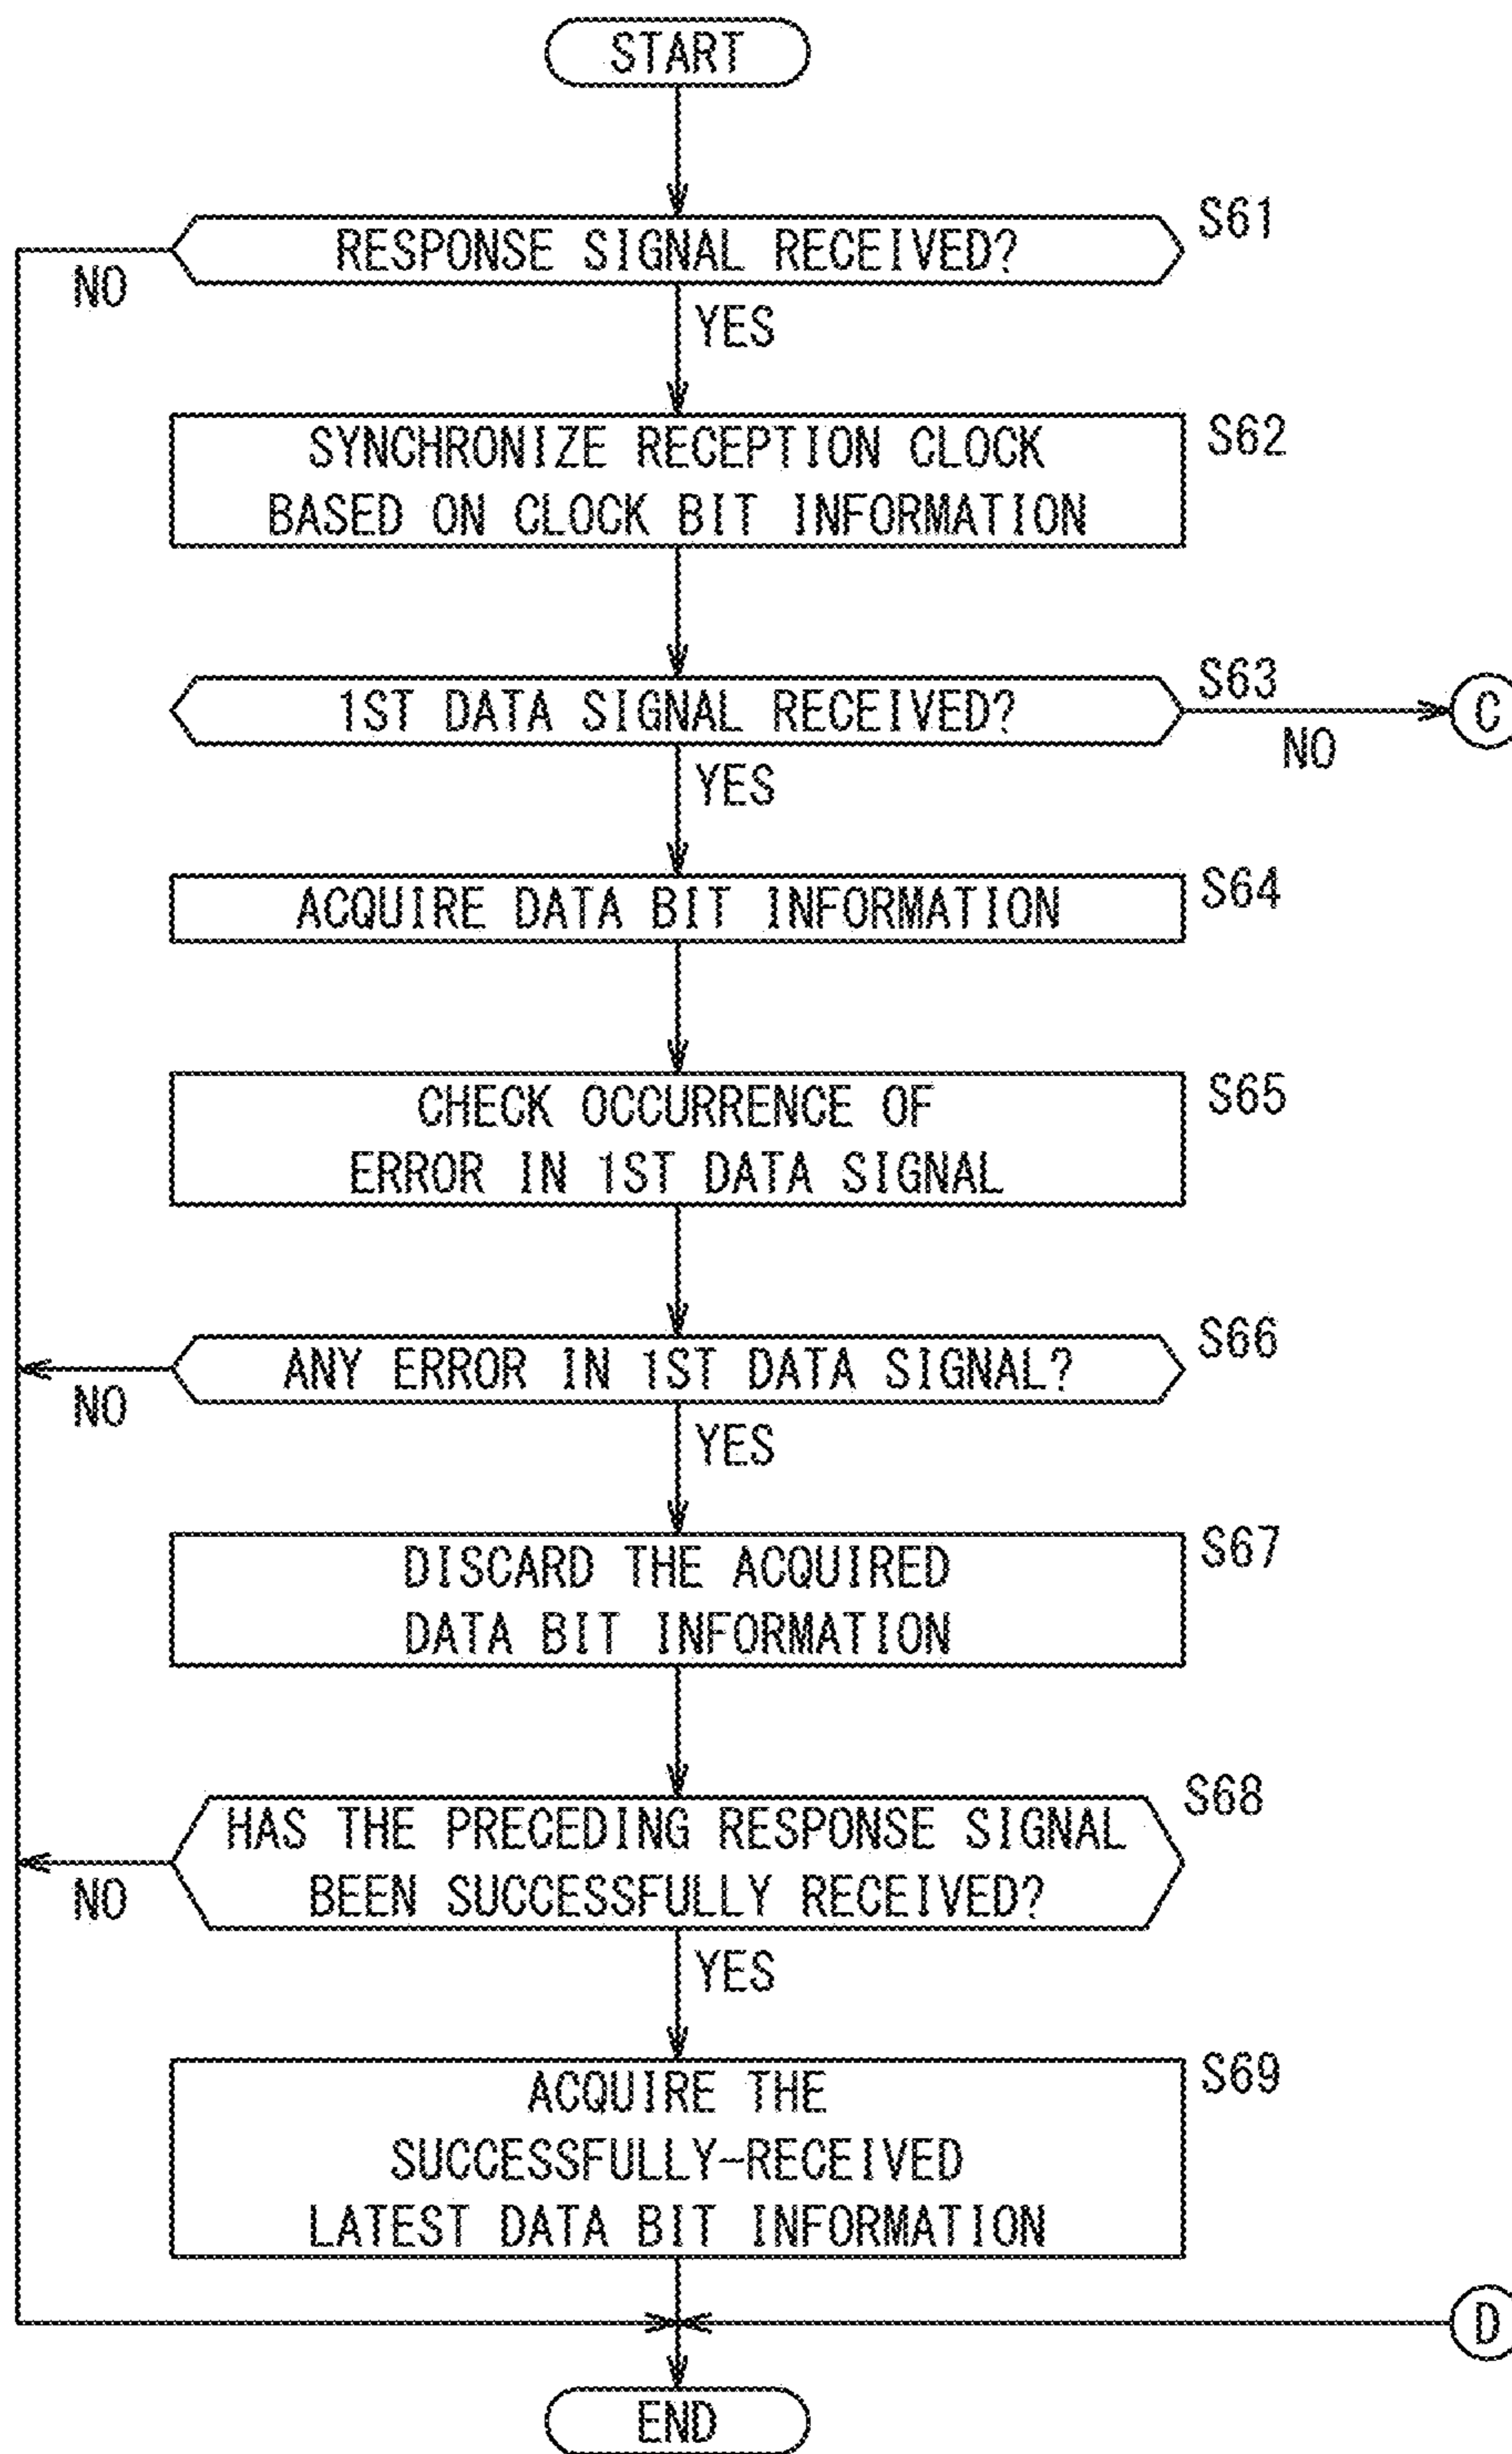 START
RESPONSE SIGNAL RECEIVED?
S61
NO
YES
SYNCHRONIZE RECEPTION CLOCK
BASED ON CLOCK BIT INFORMATION
S62
1ST DATA SIGNAL RECEIVED?
S63
C
NO
YES
ACQUIRE DATA BIT INFORMATION
S64
CHECK OCCURRENCE OF
ERROR IN 1ST DATA SIGNAL
S65
ANY ERROR IN 1ST DATA SIGNAL?
S66
NO
YES
DISCARD THE ACQUIRED
DATA BIT INFORMATION
S67
HAS THE PRECEDING RESPONSE SIGNAL
BEEN SUCCESSFULLY RECEIVED?
S68
NO
YES
ACQUIRE THE
SUCCESSFULLY-RECEIVED
LATEST DATA BIT INFORMATION
S69
D
END